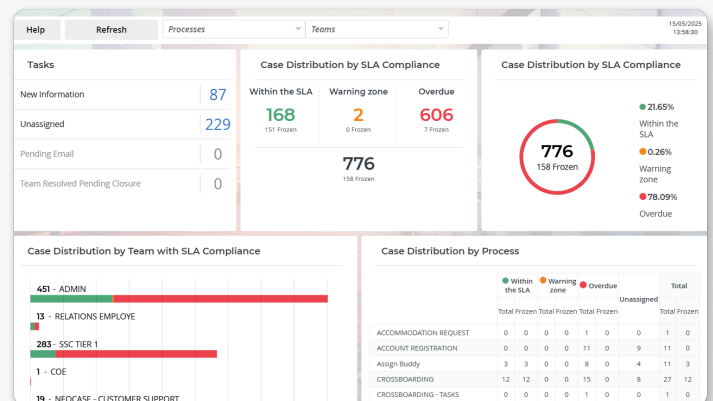 Help
Refresh
Processes
Teams
15/05/2025
13:58:30
Tasks
New Information 87
Unassigned 229
Pending Email 0
Team Resolved Pending Closure 0
Case Distribution by SLA Compliance
Within the SLA Warning zone Overdue
168 2 606
151 Frozen 0 Frozen 7 Frozen
776
158 Frozen
Case Distribution by SLA Compliance
776
158 Frozen
21.65%
Within the
SLA
0.26%
Warning
zone
78.09%
Overdue
Case Distribution by Team with SLA Compliance
451 - ADMIN
13 - RELATIONS EMPLOYE
283 - SSC TIER 1
1 - COE
19 - NEOCASE - CUSTOMER SUPPORT
Case Distribution by Process
Within the SLA Warning zone Overdue Unassigned Total
Total Frozen Total Frozen Total Frozen Total Frozen
ACCOMMODATION REQUEST 0 0 0 0 1 0 0 1 0
ACCOUNT REGISTRATION 0 0 0 0 11 0 9 11 0
Assign Buddy 3 3 0 0 8 0 4 11 3
CROSSBOARDING 12 12 0 0 15 0 8 27 12
CROSSBOARDING - TASKS 0 0 0 0 1 0 0 1 0